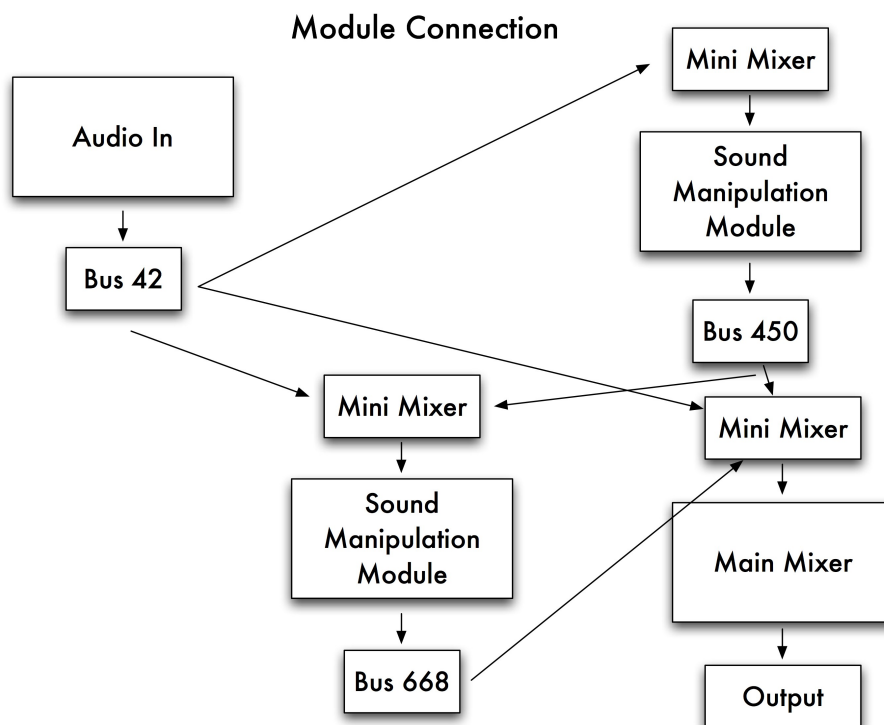 Module Connection
Mini Mixer
Audio In
Sound
Manipulation
Module
Bus 42
Bus 450
Mini Mixer
Mini Mixer
Sound
Manipulation
Module
Main Mixer
Bus 668
Output